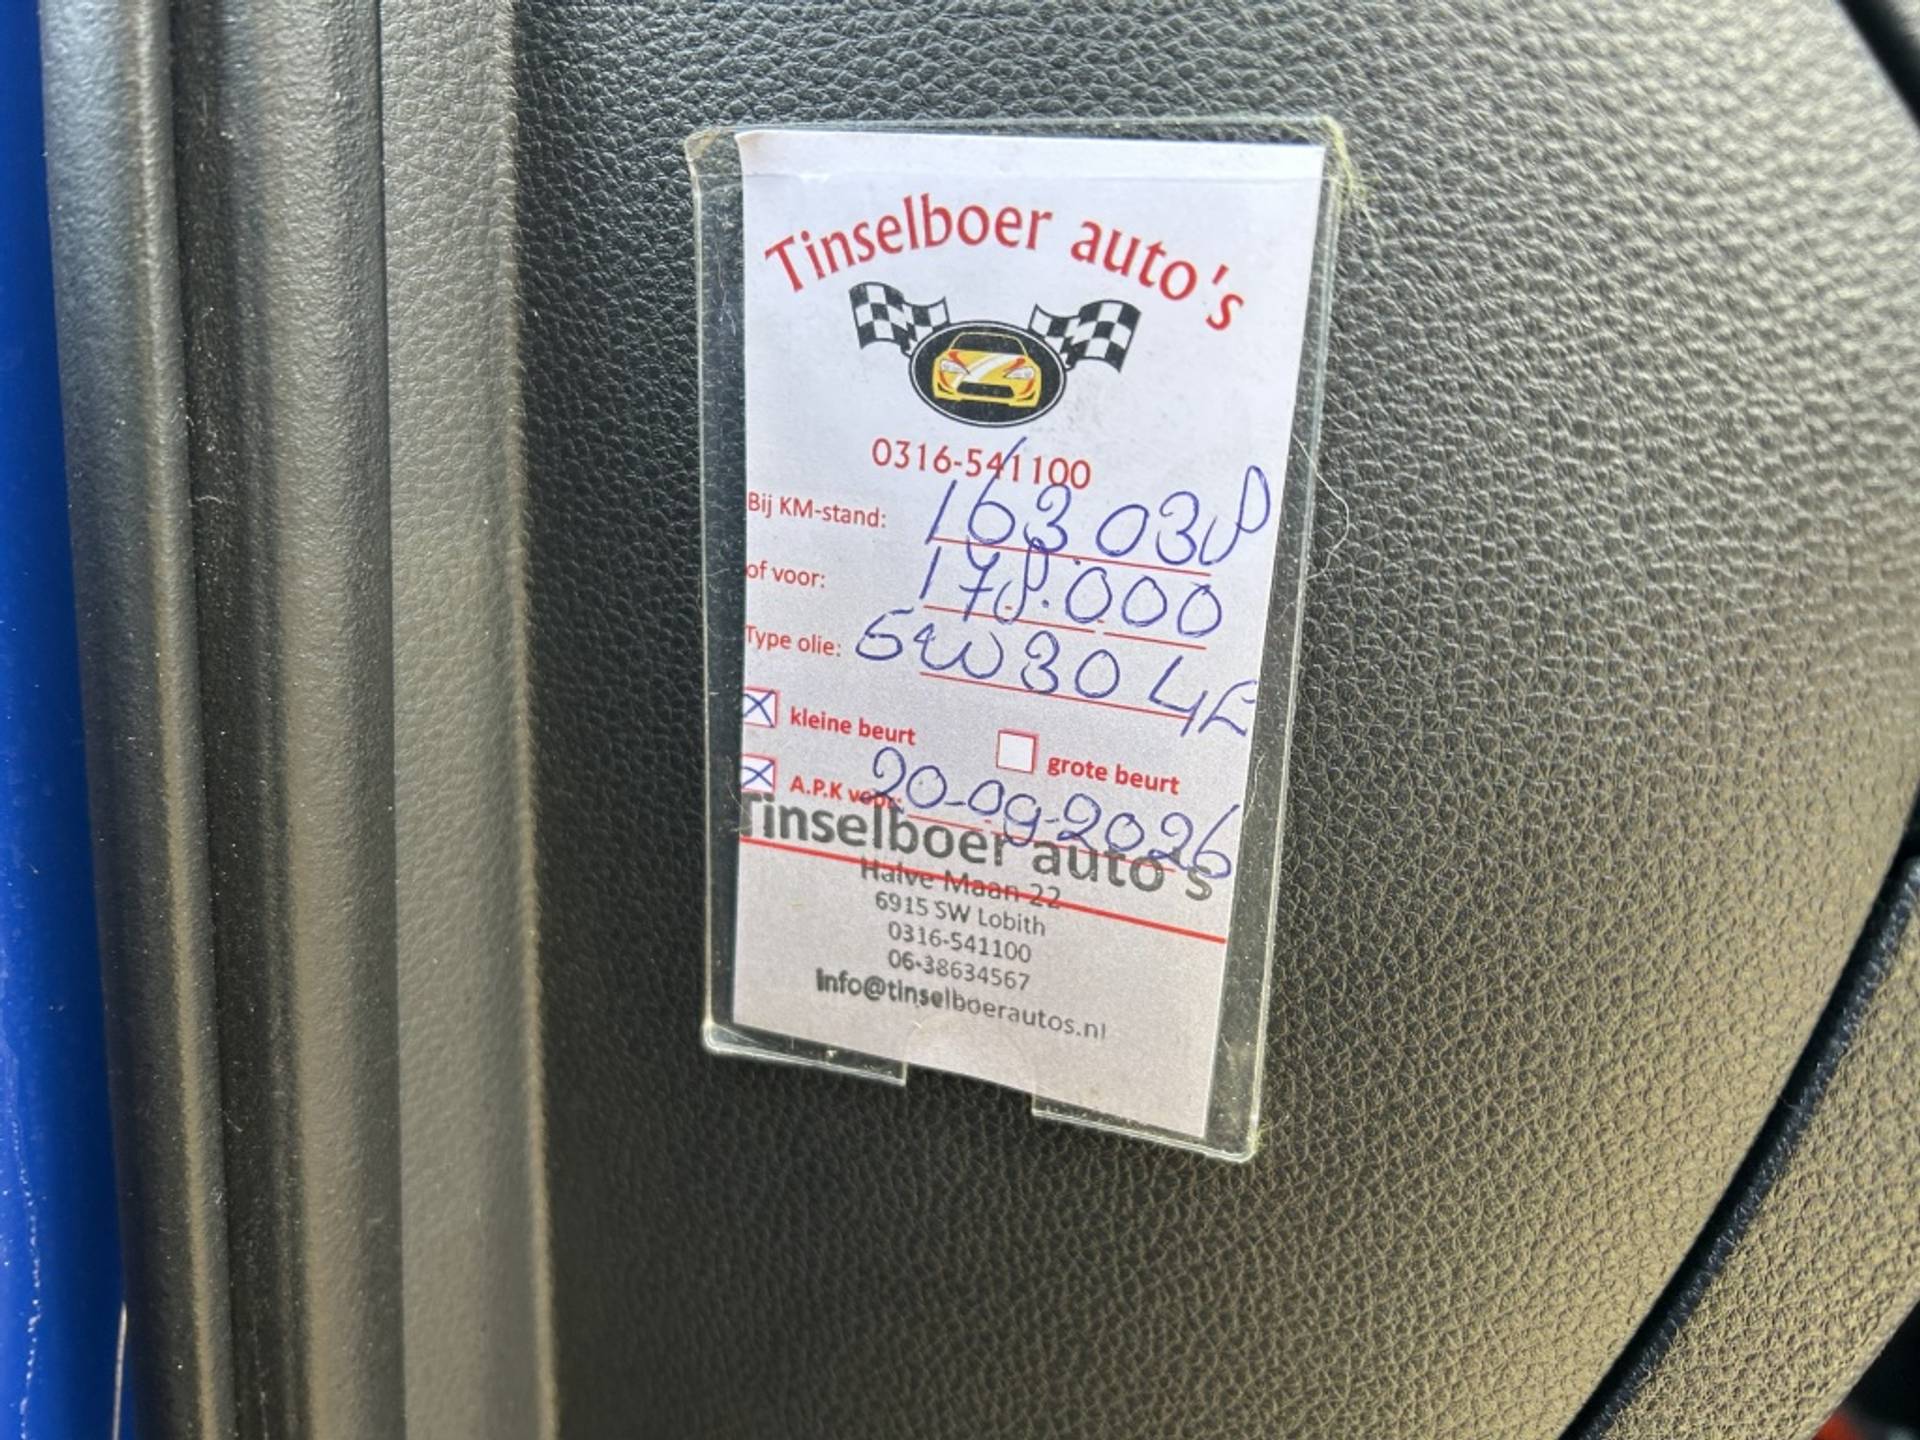 Tinselboer auto's
0316-541100
Bij KM-stand: 163 038
of voor: 178.000
Type olie: 5W30 4L
kleine beurt grote beurt
A.P.K voor: 20-09-2026
Tinselboer auto's
Halve Maan 22
6915 SW Lobith
0316-541100
06-38634567
Info@tinselboerautos.nl